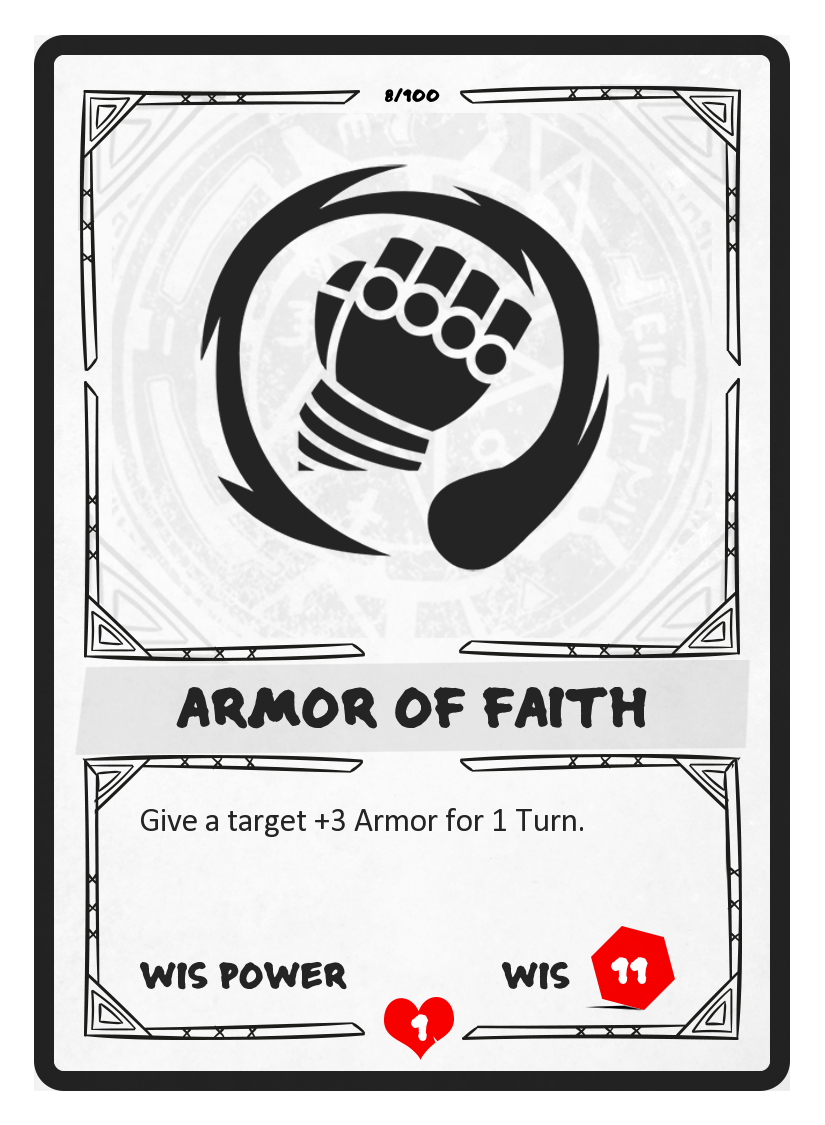 8/100
ARMOR OF FAITH
Give a target +3 Armor for 1 Turn.
WIS POWER
WIS 11
1